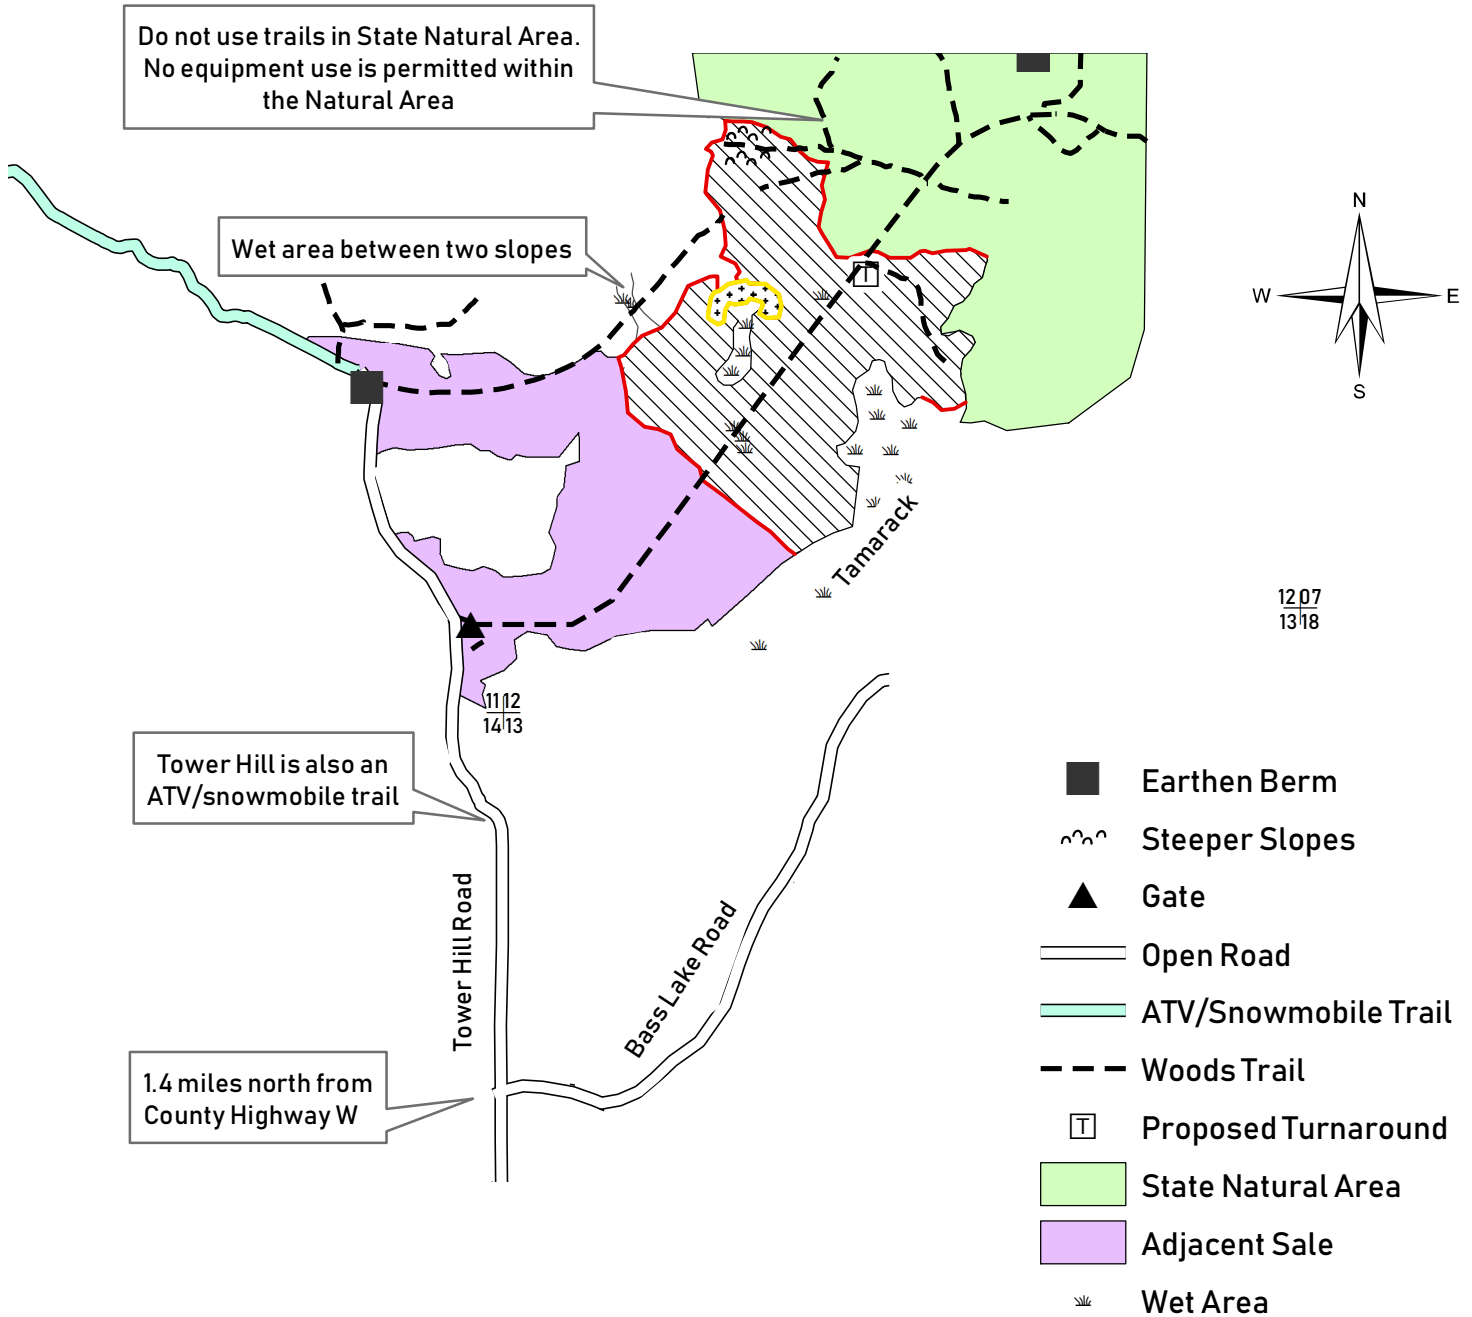 Do not use trails in State Natural Area.
No equipment use is permitted within
the Natural Area
N
W
E
S
Wet area between two slopes
T
Tamarack
12 07
13 18
11 12
14 13
Tower Hill is also an
ATV/snowmobile trail
Tower Hill Road
Bass Lake Road
1.4 miles north from
County Highway W
Earthen Berm
Steeper Slopes
Gate
Open Road
ATV/Snowmobile Trail
Woods Trail
T Proposed Turnaround
State Natural Area
Adjacent Sale
Wet Area